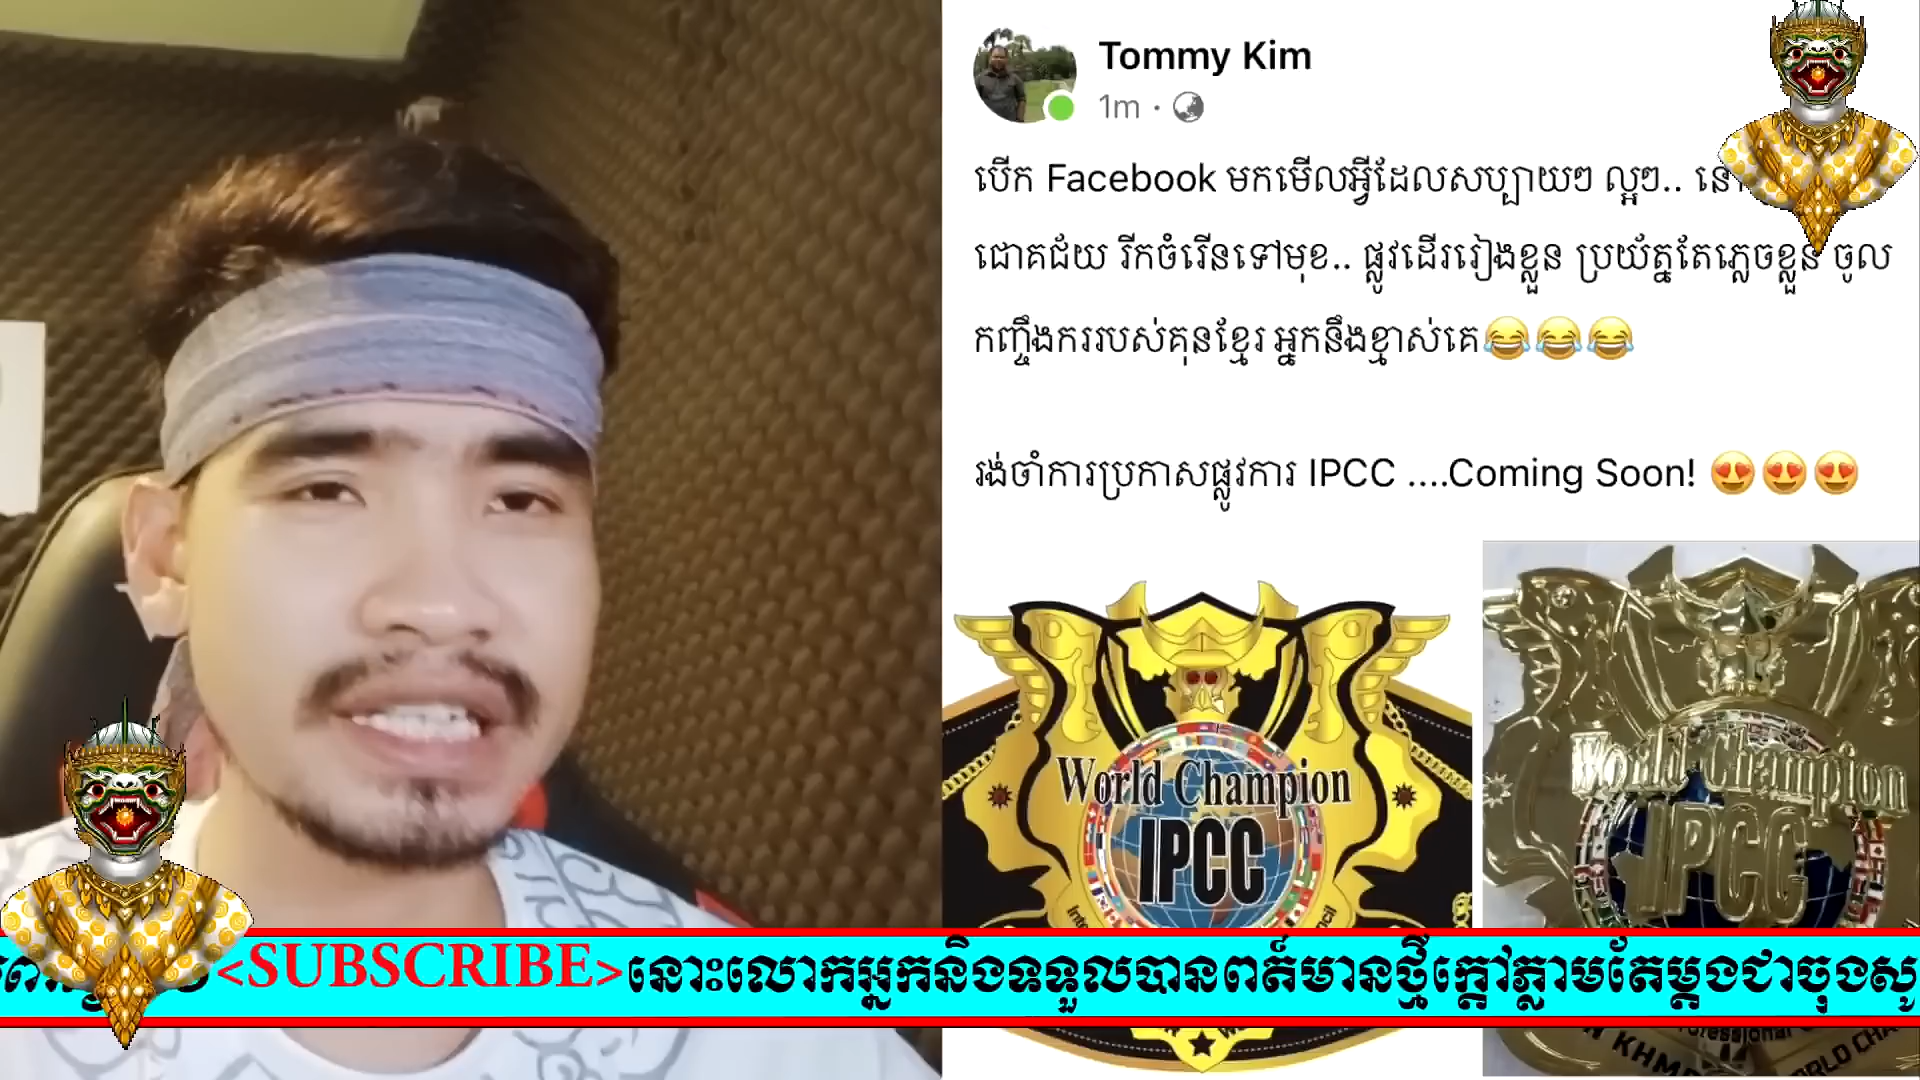 Tommy Kim
1m ·
បើក Facebook មកមើលអ្វីដែលសប្បាយៗ ល្អៗ..
ជោគជ័យ រីកចំរើនទៅមុខ.. ផ្លូវដើររៀងខ្លួន ប្រយ័ត្នតែភ្លេចខ្លួន ចូល
កញ្ចឹងកររបស់គុនខ្មែរ អ្នកនឹងខ្មាស់គេ😂😂😂
រង់ចាំការប្រកាសផ្លូវការ IPCC ....Coming Soon! 😍😍😍
World Champion
IPCC
World Champion
IPCC
<SUBSCRIBE>នោះលោកអ្នកនិងទទួលបានពត៌មានថ្មីក្តៅភ្លាមតែម្តងជាចុង